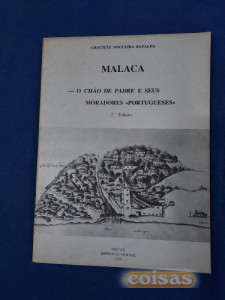 GRACIETE NOGUEIRA BATALHA
MALACA
— O CHÃO DE PADRE E SEUS
MORADORES «PORTUGUESES»
2.ª Edição
MACAU
IMPRENSA OFICIAL
coisas